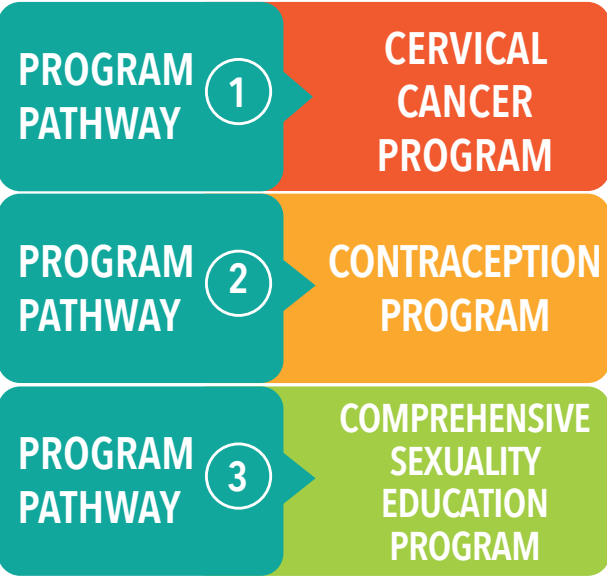 PROGRAM
PATHWAY
1
CERVICAL
CANCER
PROGRAM
PROGRAM
PATHWAY
2
CONTRACEPTION
PROGRAM
PROGRAM
PATHWAY
3
COMPREHENSIVE
SEXUALITY
EDUCATION
PROGRAM